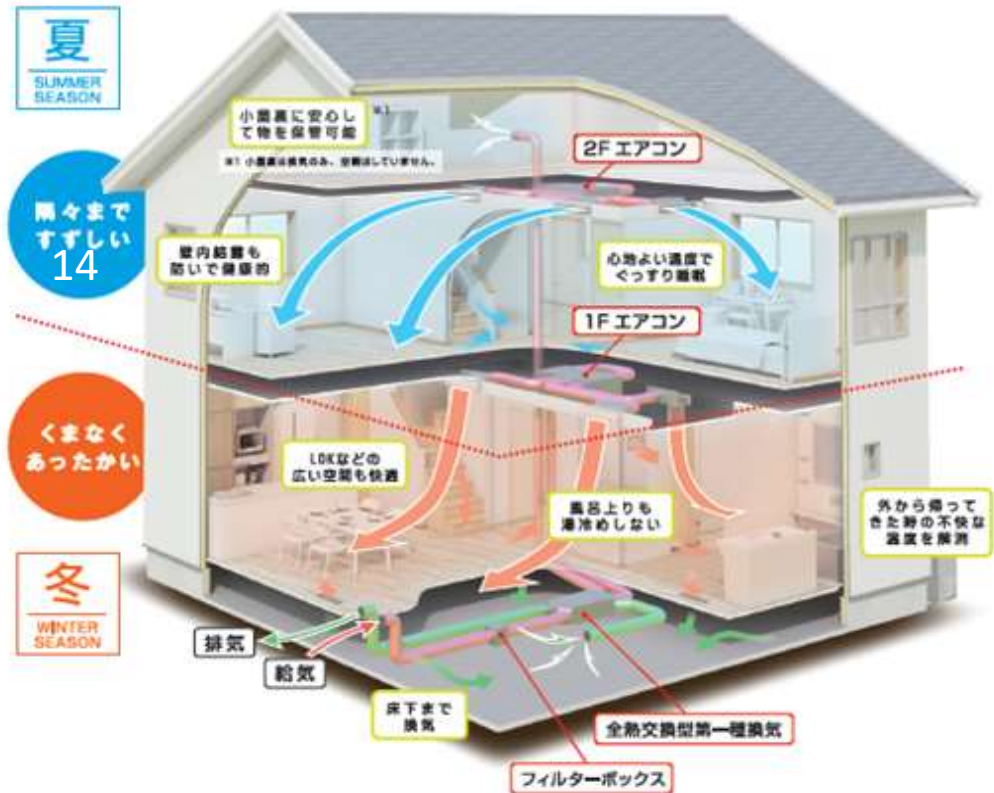 夏
SUMMER
SEASON
小屋裏に安心し
て物を保管可能
※1
※1 小屋裏は換気のみ、空調はしていません。
2F エアコン
隅々まで
すずしい
14
壁内結露も
防いで健康的
心地よい温度で
ぐっすり睡眠
1F エアコン
くまなく
あったかい
LDKなどの
広い空間も快適
風呂上りも
湯冷めしない
外から帰って
きた時の不快な
温度を解消
冬
WINTER
SEASON
排気
給気
床下まで
換気
全熱交換型第一種換気
フィルターボックス